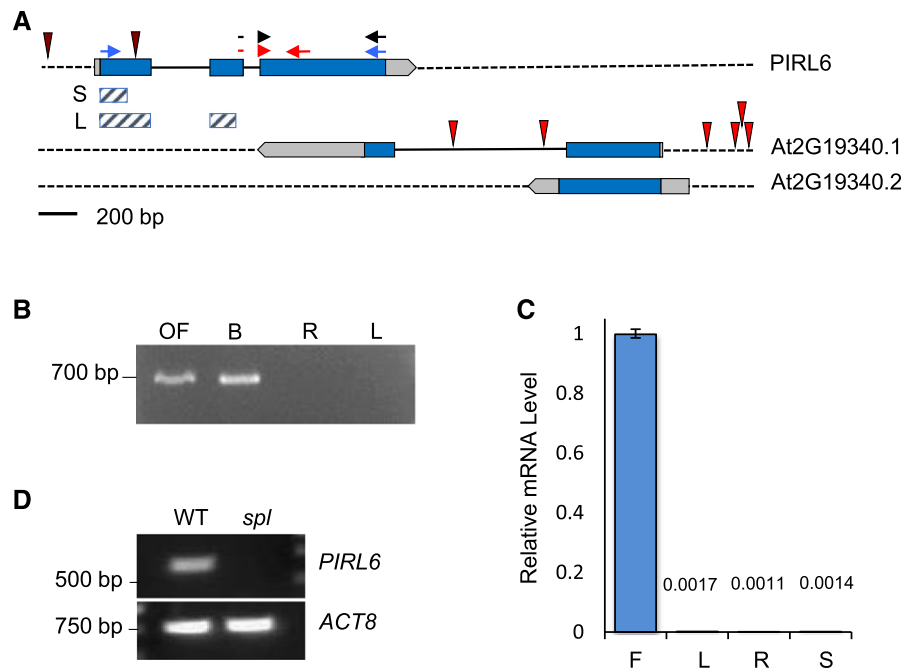 A
PIRL6
S
L
At2G19340.1
At2G19340.2
200 bp
B
OF B R L
700 bp
C
Relative mRNA Level
1
0.8
0.6
0.4
0.2
0
0.0017 0.0011 0.0014
F L R S
D
WT spl
PIRL6
500 bp
750 bp
ACT8